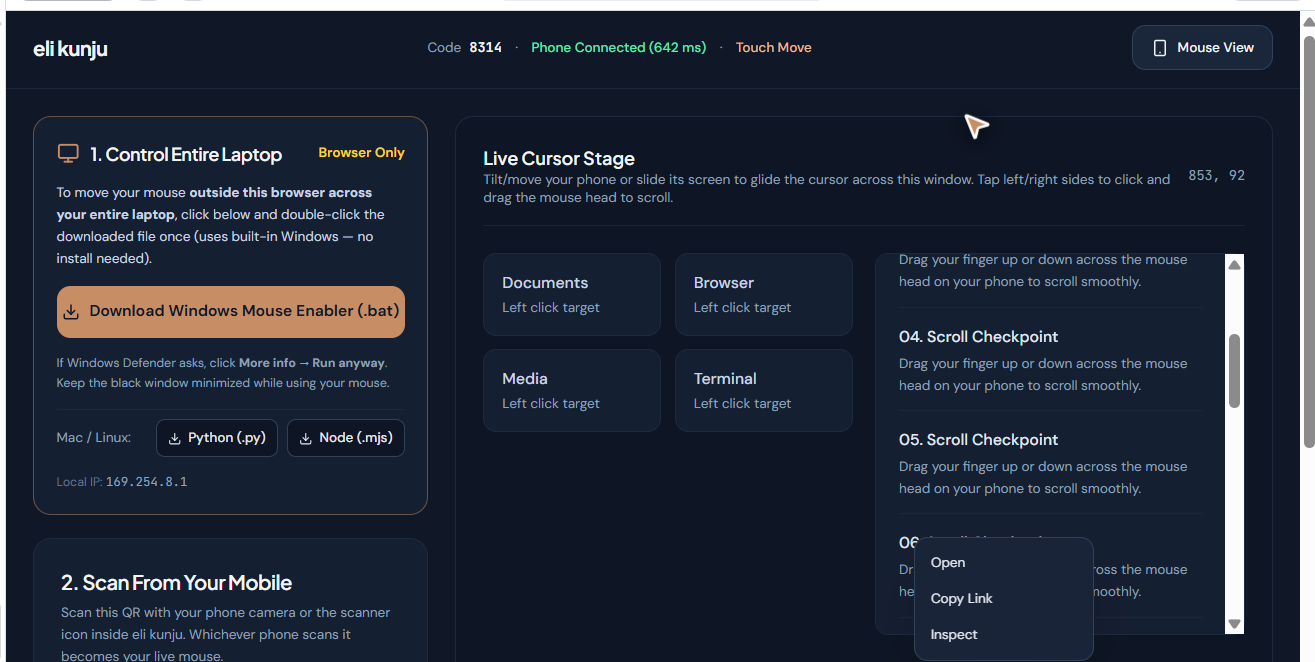 eli kunju
Code 8314 · Phone Connected (642 ms) · Touch Move
Mouse View
1. Control Entire Laptop
Browser Only
To move your mouse outside this browser across
your entire laptop, click below and double-click the
downloaded file once (uses built-in Windows — no
install needed).
Download Windows Mouse Enabler (.bat)
If Windows Defender asks, click More info → Run anyway.
Keep the black window minimized while using your mouse.
Mac / Linux:
Python (.py)
Node (.mjs)
Local IP: 169.254.8.1
2. Scan From Your Mobile
Scan this QR with your phone camera or the scanner
icon inside eli kunju. Whichever phone scans it
becomes your live mouse.
Live Cursor Stage
Tilt/move your phone or slide its screen to glide the cursor across this window. Tap left/right sides to click and
drag the mouse head to scroll.
853, 92
Documents
Left click target
Browser
Left click target
Media
Left click target
Terminal
Left click target
Drag your finger up or down across the mouse
head on your phone to scroll smoothly.
04. Scroll Checkpoint
Drag your finger up or down across the mouse
head on your phone to scroll smoothly.
05. Scroll Checkpoint
Drag your finger up or down across the mouse
head on your phone to scroll smoothly.
06
ross the mouse
moothly.
Open
Copy Link
Inspect